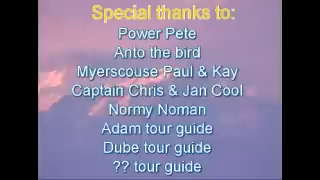 Special thanks to:
Power Pete
Anto the bird
Myerscouse Paul & Kay
Captain Chris & Jan Cool
Normy Noman
Adam tour guide
Dube tour guide
?? tour guide